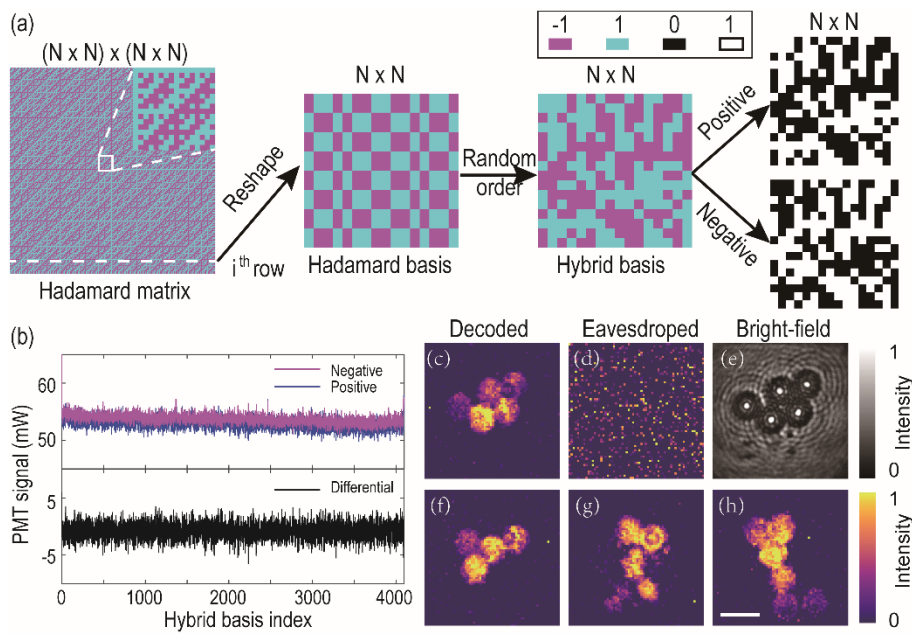 (a)
-1 1 0 1
(N x N) x (N x N)
N x N
N x N
N x N
Reshape
Random
order
Positive
Negative
i th row
Hadamard matrix
Hadamard basis
Hybrid basis
(b)
Decoded
Eavesdroped
Bright-field
PMT signal (mW)
60
50
Negative
Positive
5
-5
Differential
0 1000 2000 3000 4000
Hybrid basis index
(c)
(d)
(e)
1
Intensity
0
(f)
(g)
(h)
1
Intensity
0